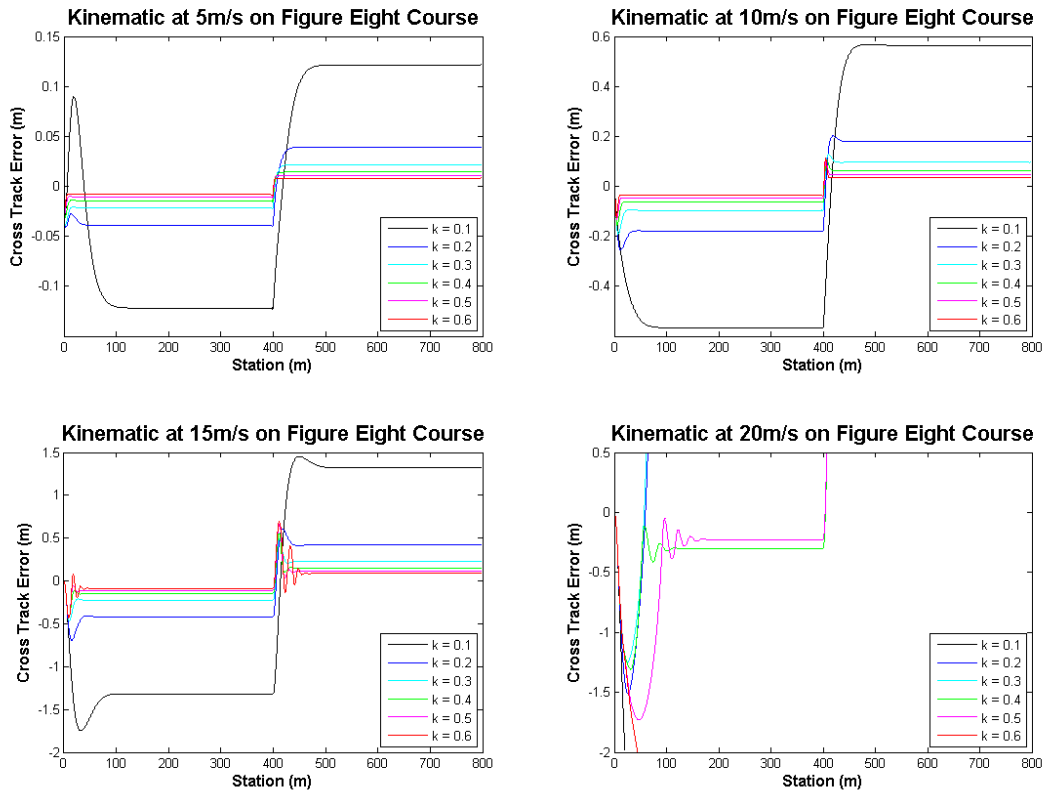 Kinematic at 5m/s on Figure Eight Course
Cross Track Error (m)
0.15
0.1
0.05
0
-0.05
-0.1
0 100 200 300 400 500 600 700 800
Station (m)
k = 0.1
k = 0.2
k = 0.3
k = 0.4
k = 0.5
k = 0.6
Kinematic at 10m/s on Figure Eight Course
Cross Track Error (m)
0.6
0.4
0.2
0
-0.2
-0.4
0 100 200 300 400 500 600 700 800
Station (m)
k = 0.1
k = 0.2
k = 0.3
k = 0.4
k = 0.5
k = 0.6
Kinematic at 15m/s on Figure Eight Course
Cross Track Error (m)
1.5
1
0.5
0
-0.5
-1
-1.5
-2
0 100 200 300 400 500 600 700 800
Station (m)
k = 0.1
k = 0.2
k = 0.3
k = 0.4
k = 0.5
k = 0.6
Kinematic at 20m/s on Figure Eight Course
Cross Track Error (m)
0.5
0
-0.5
-1
-1.5
-2
0 100 200 300 400 500 600 700 800
Station (m)
k = 0.1
k = 0.2
k = 0.3
k = 0.4
k = 0.5
k = 0.6